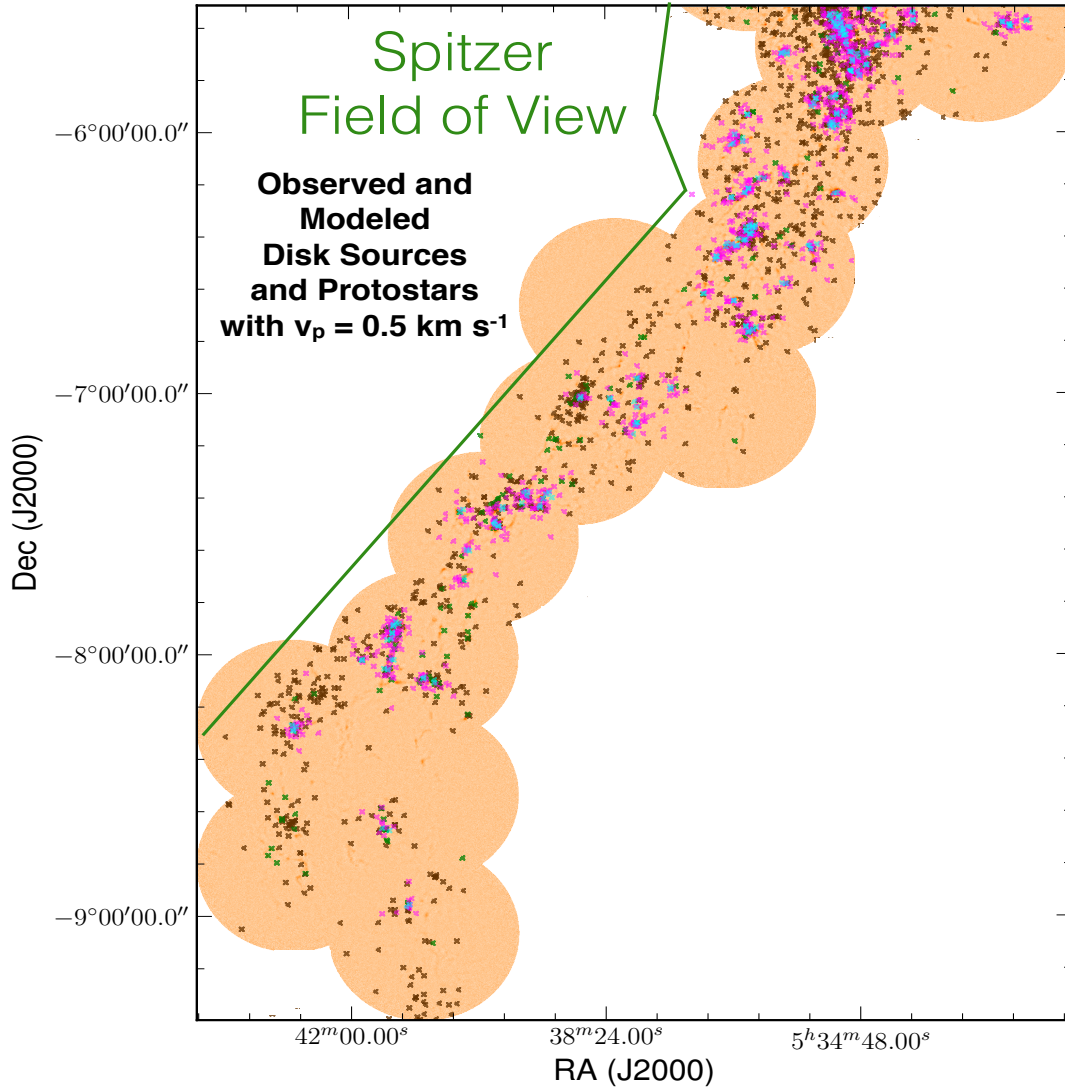 Spitzer
Field of View
Observed and
Modeled
Disk Sources
and Protostars
with vₚ = 0.5 km s⁻¹
−6°00′00.0″
−7°00′00.0″
−8°00′00.0″
−9°00′00.0″
Dec (J2000)
42ᵐ00.00ˢ
38ᵐ24.00ˢ
5ʰ34ᵐ48.00ˢ
RA (J2000)